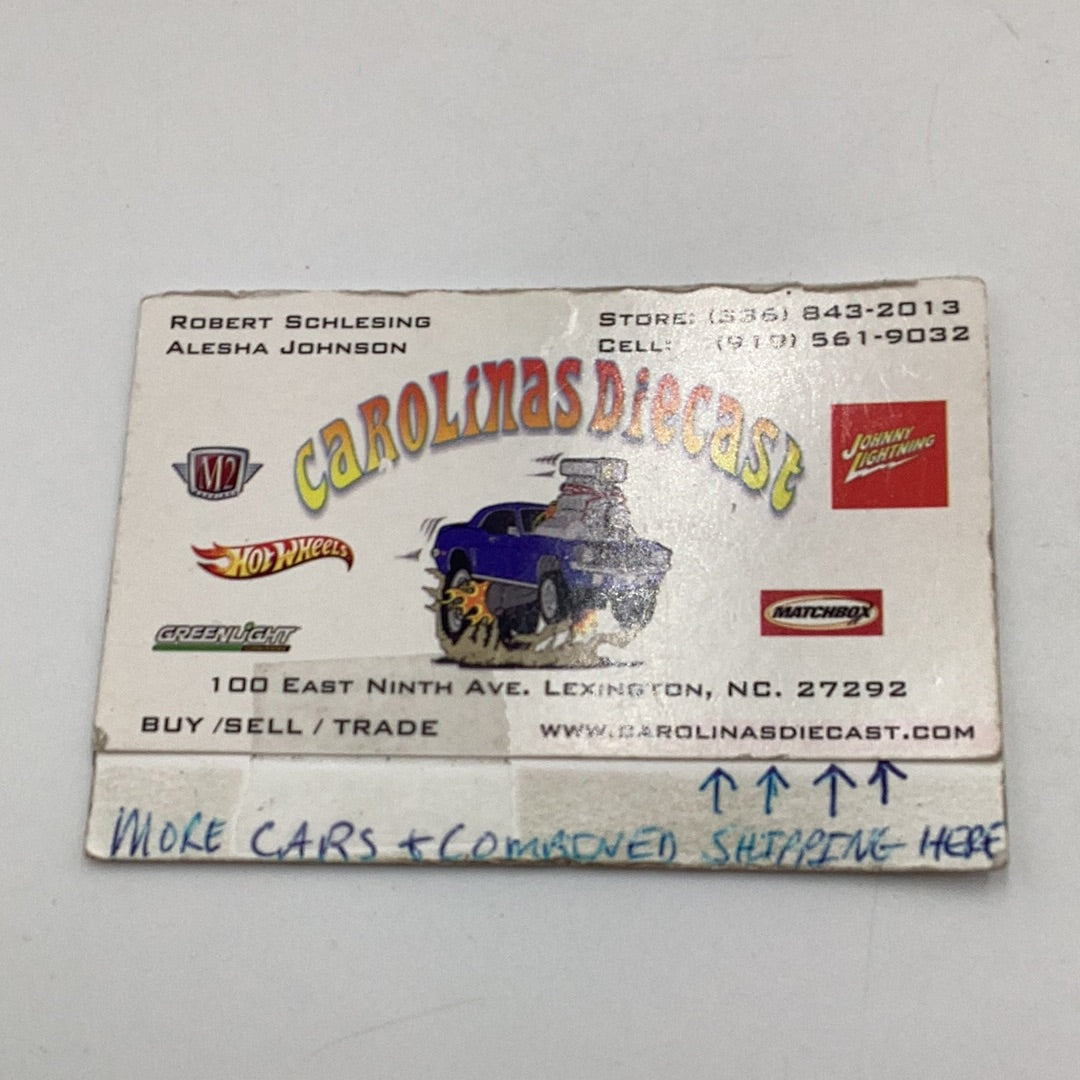 ROBERT SCHLESING
ALESHA JOHNSON
STORE: (336) 843-2013
CELL: (919) 561-9032
CAROLINAS DIECAST
M2
JOHNNY LIGHTNING
HOT WHEELS
MATCHBOX
GREENLIGHT
100 EAST NINTH AVE. LEXINGTON, NC. 27292
BUY /SELL / TRADE
WWW.CAROLINASDIECAST.COM
↑ ↑ ↑ ↑
MORE CARS + COMBINED SHIPPING HERE